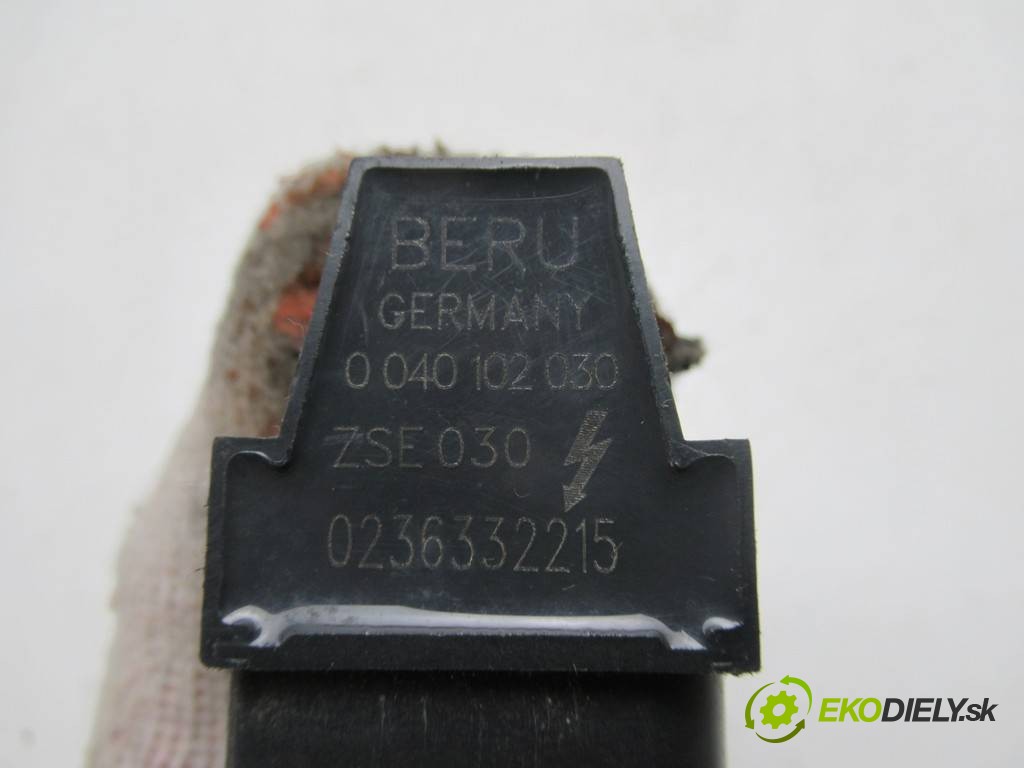 BERU
GERMANY
0 040 102 030
ZSE 030
0236332215
EKODIELY.sk